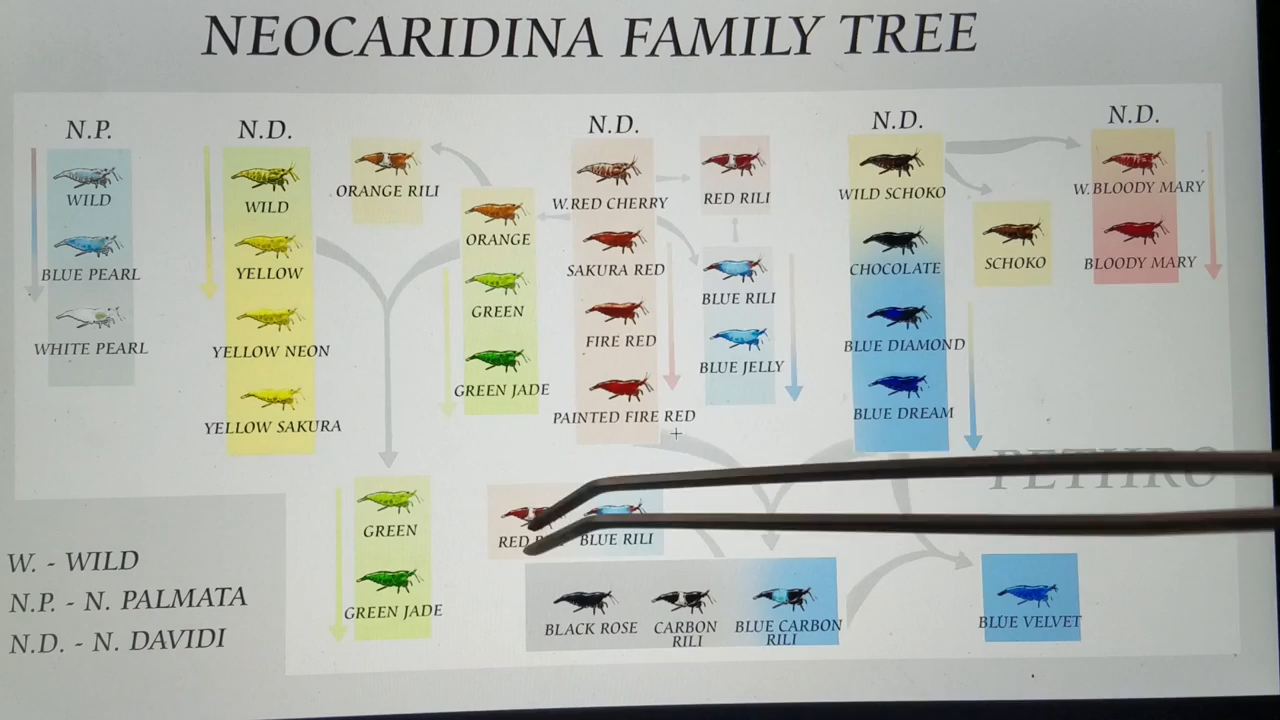 NEOCARIDINA FAMILY TREE
N.P.
WILD
BLUE PEARL
WHITE PEARL
N.D.
WILD
YELLOW
YELLOW NEON
YELLOW SAKURA
ORANGE RILI
ORANGE
GREEN
GREEN JADE
N.D.
W.RED CHERRY
SAKURA RED
FIRE RED
PAINTED FIRE RED
+
RED RILI
BLUE RILI
BLUE JELLY
N.D.
WILD SCHOKO
CHOCOLATE
BLUE DIAMOND
BLUE DREAM
SCHOKO
N.D.
W.BLOODY MARY
BLOODY MARY
PETHRO
GREEN
GREEN JADE
RED
BLUE RILI
BLACK ROSE
CARBON
RILI
BLUE CARBON
RILI
BLUE VELVET
W. - WILD
N.P. - N. PALMATA
N.D. - N. DAVIDI